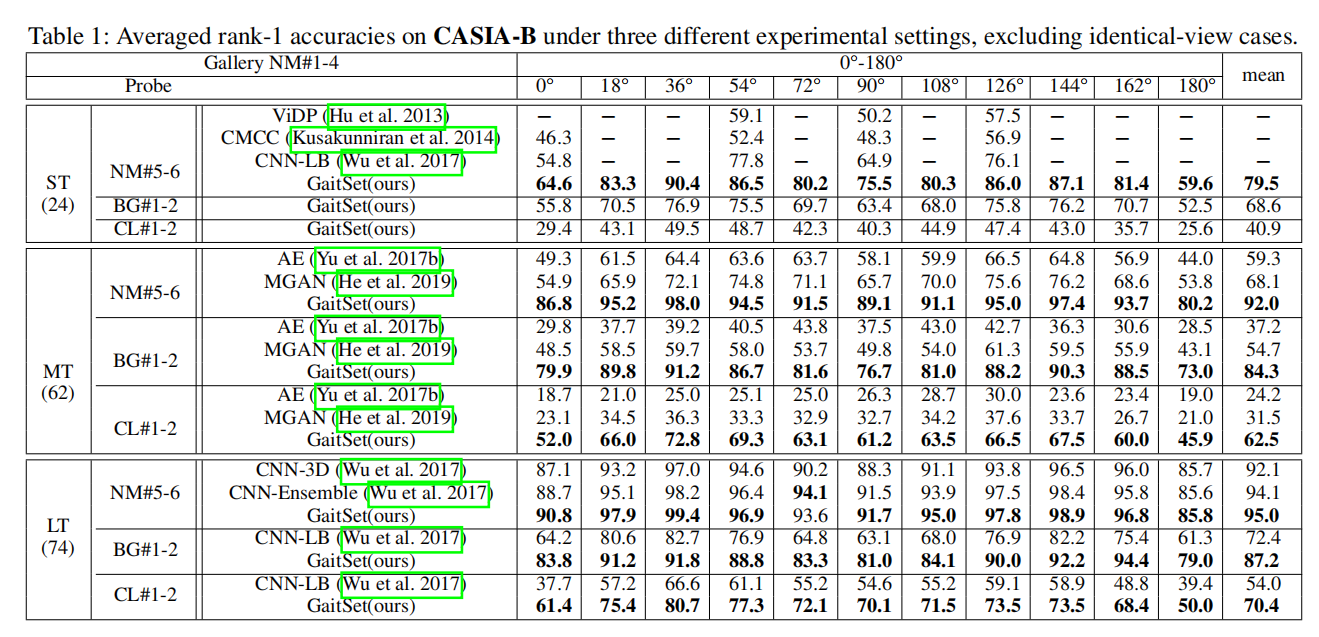 Table 1: Averaged rank-1 accuracies on CASIA-B under three different experimental settings, excluding identical-view cases.
Gallery NM#1-4 0°-180° mean
Probe 0° 18° 36° 54° 72° 90° 108° 126° 144° 162° 180°
ST (24) NM#5-6 ViDP (Hu et al. 2013) – – – 59.1 – 50.2 – 57.5 – – – –
CMCC (Kusakunniran et al. 2014) 46.3 – – 52.4 – 48.3 – 56.9 – – – –
CNN-LB (Wu et al. 2017) 54.8 – – 77.8 – 64.9 – 76.1 – – – –
GaitSet(ours) 64.6 83.3 90.4 86.5 80.2 75.5 80.3 86.0 87.1 81.4 59.6 79.5
BG#1-2 GaitSet(ours) 55.8 70.5 76.9 75.5 69.7 63.4 68.0 75.8 76.2 70.7 52.5 68.6
CL#1-2 GaitSet(ours) 29.4 43.1 49.5 48.7 42.3 40.3 44.9 47.4 43.0 35.7 25.6 40.9
MT (62) NM#5-6 AE (Yu et al. 2017b) 49.3 61.5 64.4 63.6 63.7 58.1 59.9 66.5 64.8 56.9 44.0 59.3
MGAN (He et al. 2019) 54.9 65.9 72.1 74.8 71.1 65.7 70.0 75.6 76.2 68.6 53.8 68.1
GaitSet(ours) 86.8 95.2 98.0 94.5 91.5 89.1 91.1 95.0 97.4 93.7 80.2 92.0
BG#1-2 AE (Yu et al. 2017b) 29.8 37.7 39.2 40.5 43.8 37.5 43.0 42.7 36.3 30.6 28.5 37.2
MGAN (He et al. 2019) 48.5 58.5 59.7 58.0 53.7 49.8 54.0 61.3 59.5 55.9 43.1 54.7
GaitSet(ours) 79.9 89.8 91.2 86.7 81.6 76.7 81.0 88.2 90.3 88.5 73.0 84.3
CL#1-2 AE (Yu et al. 2017b) 18.7 21.0 25.0 25.1 25.0 26.3 28.7 30.0 23.6 23.4 19.0 24.2
MGAN (He et al. 2019) 23.1 34.5 36.3 33.3 32.9 32.7 34.2 37.6 33.7 26.7 21.0 31.5
GaitSet(ours) 52.0 66.0 72.8 69.3 63.1 61.2 63.5 66.5 67.5 60.0 45.9 62.5
LT (74) NM#5-6 CNN-3D (Wu et al. 2017) 87.1 93.2 97.0 94.6 90.2 88.3 91.1 93.8 96.5 96.0 85.7 92.1
CNN-Ensemble (Wu et al. 2017) 88.7 95.1 98.2 96.4 94.1 91.5 93.9 97.5 98.4 95.8 85.6 94.1
GaitSet(ours) 90.8 97.9 99.4 96.9 93.6 91.7 95.0 97.8 98.9 96.8 85.8 95.0
BG#1-2 CNN-LB (Wu et al. 2017) 64.2 80.6 82.7 76.9 64.8 63.1 68.0 76.9 82.2 75.4 61.3 72.4
GaitSet(ours) 83.8 91.2 91.8 88.8 83.3 81.0 84.1 90.0 92.2 94.4 79.0 87.2
CL#1-2 CNN-LB (Wu et al. 2017) 37.7 57.2 66.6 61.1 55.2 54.6 55.2 59.1 58.9 48.8 39.4 54.0
GaitSet(ours) 61.4 75.4 80.7 77.3 72.1 70.1 71.5 73.5 73.5 68.4 50.0 70.4